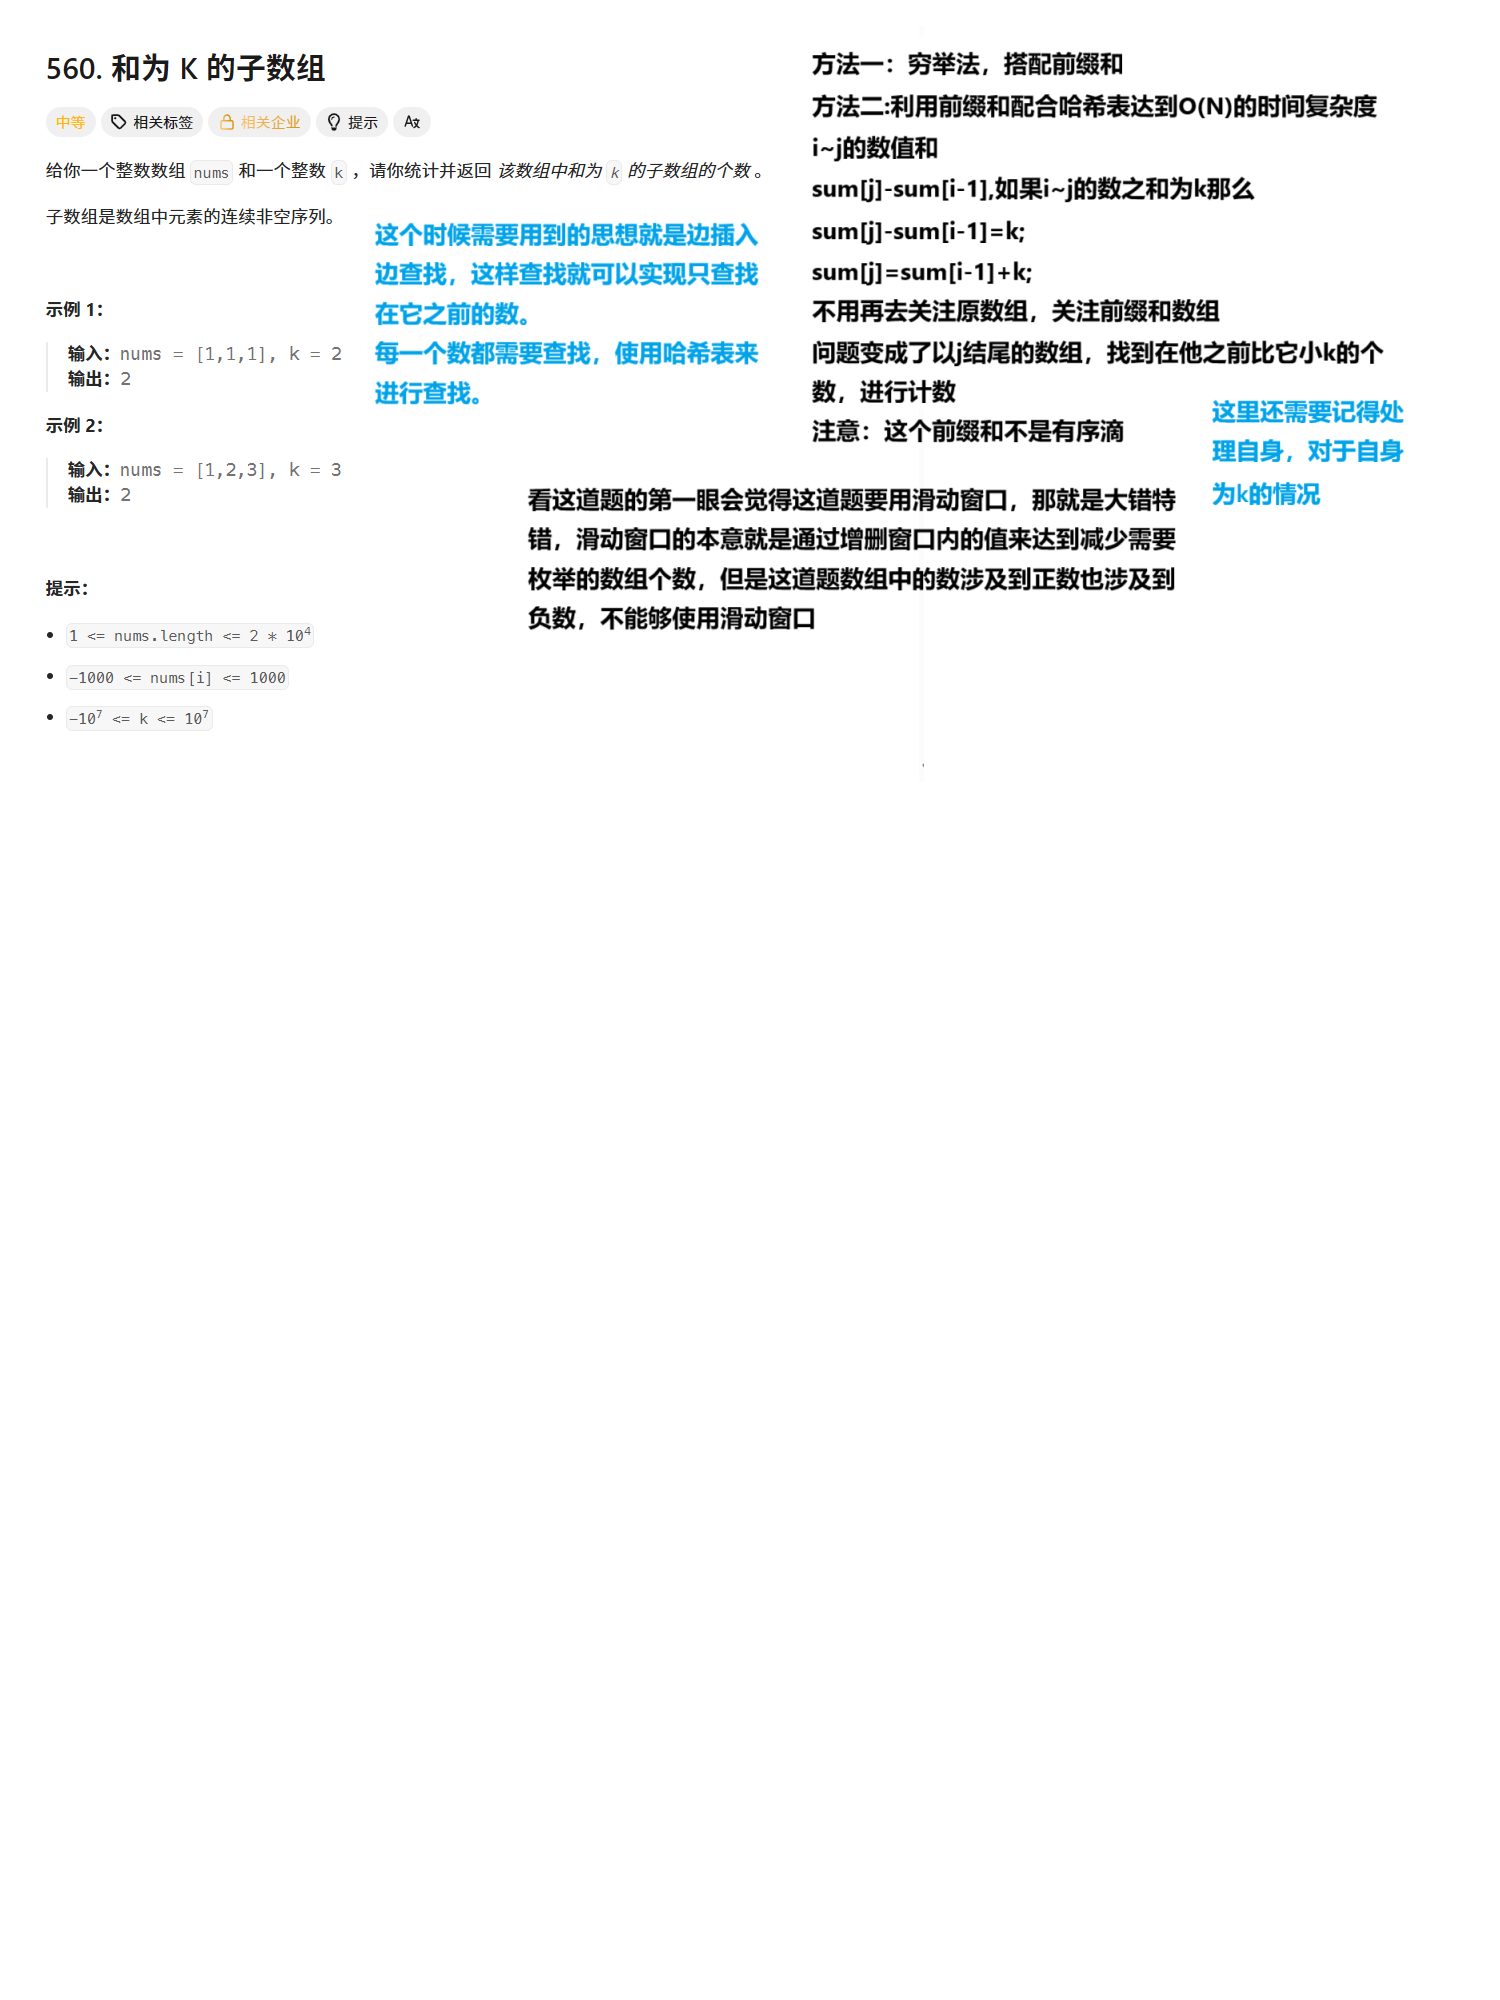 560. 和为 K 的子数组
中等 相关标签 相关企业 提示 Aあ
给你一个整数数组 nums 和一个整数 k ，请你统计并返回 该数组中和为 k 的子数组的个数 。
子数组是数组中元素的连续非空序列。
示例 1：
输入：nums = [1,1,1], k = 2
输出：2
示例 2：
输入：nums = [1,2,3], k = 3
输出：2
提示：
1 <= nums.length <= 2 * 10⁴
-1000 <= nums[i] <= 1000
-10⁷ <= k <= 10⁷
这个时候需要用到的思想就是边插入
边查找，这样查找就可以实现只查找
在它之前的数。
每一个数都需要查找，使用哈希表来
进行查找。
方法一：穷举法，搭配前缀和
方法二:利用前缀和配合哈希表达到O(N)的时间复杂度
i~j的数值和
sum[j]-sum[i-1],如果i~j的数之和为k那么
sum[j]-sum[i-1]=k;
sum[j]=sum[i-1]+k;
不用再去关注原数组，关注前缀和数组
问题变成了以j结尾的数组，找到在他之前比它小k的个
数，进行计数
注意：这个前缀和不是有序滴
这里还需要记得处
理自身，对于自身
为k的情况
看这道题的第一眼会觉得这道题要用滑动窗口，那就是大错特
错，滑动窗口的本意就是通过增删窗口内的值来达到减少需要
枚举的数组个数，但是这道题数组中的数涉及到正数也涉及到
负数，不能够使用滑动窗口